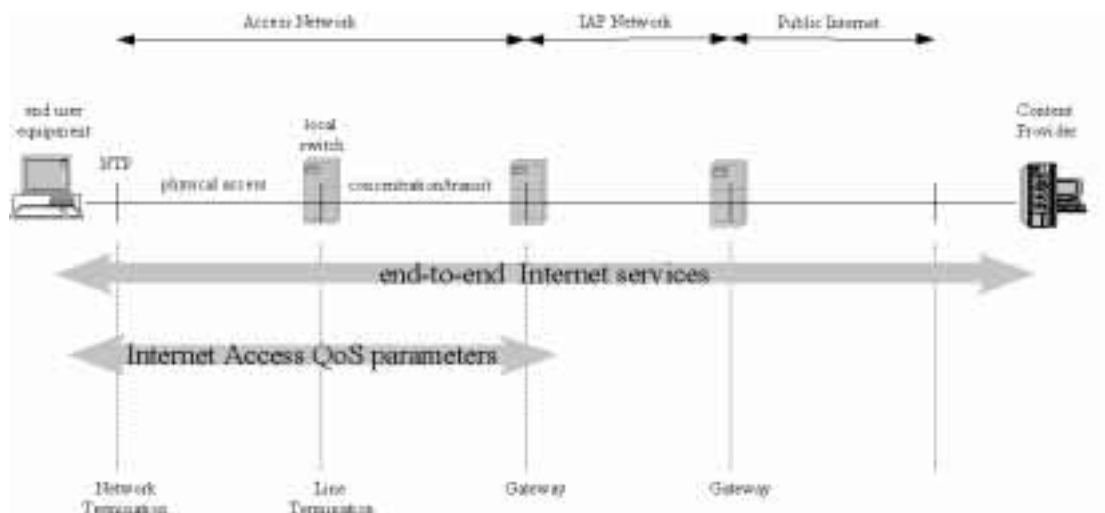 Access Network
IAP Network
Public Internet
end user
equipment
local
switch
Content
Provider
NTP
physical access
concentration/transit
end-to-end Internet services
Internet Access QoS parameters
Network
Termination
Line
Termination
Gateway
Gateway